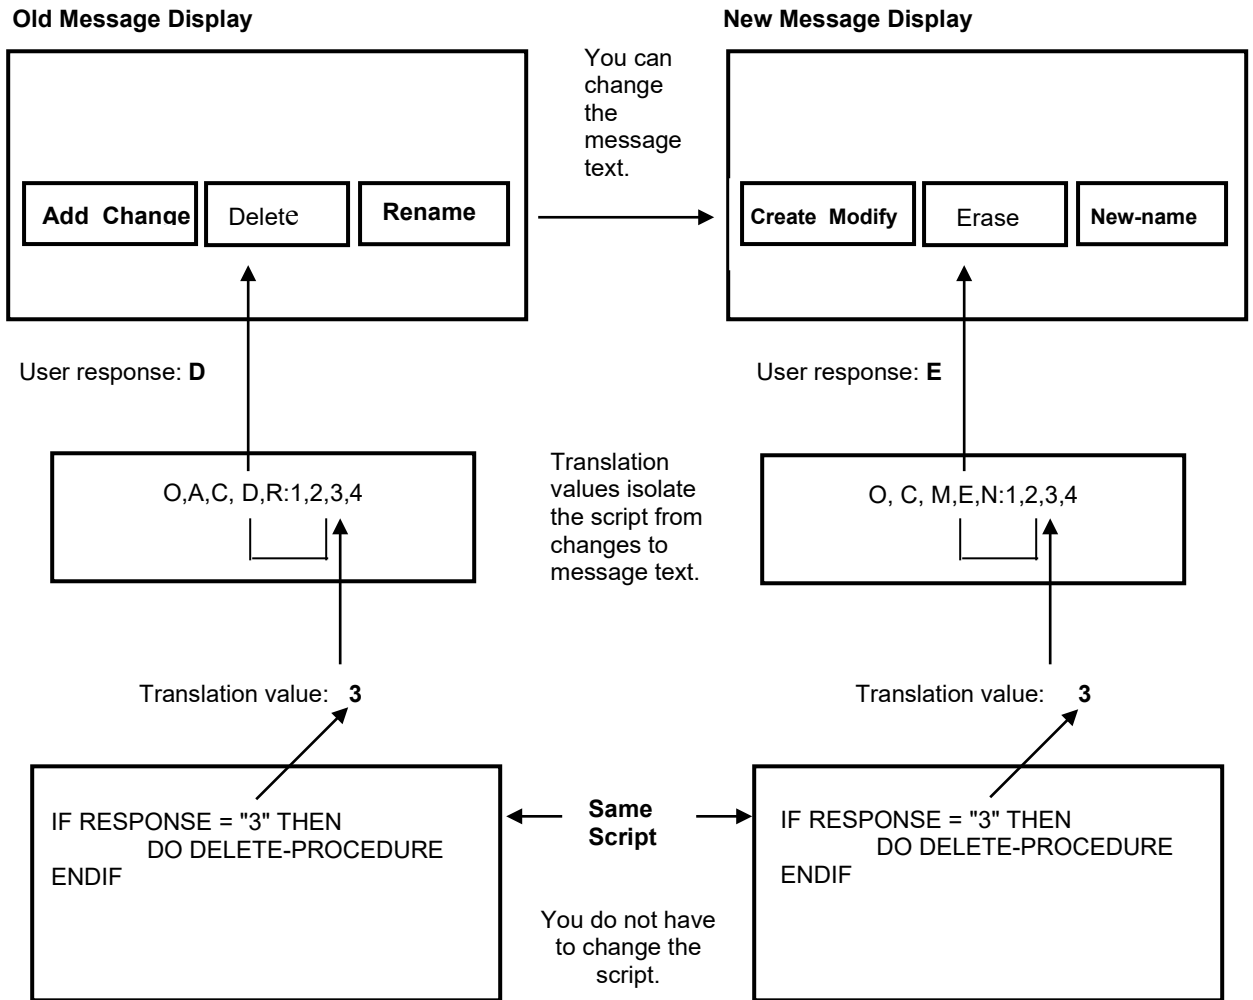 Old Message Display
New Message Display
You can
change
the
message
text.
Add Change
Delete
Rename
Create Modify
Erase
New-name
User response: D
User response: E
O,A,C, D,R:1,2,3,4
Translation
values isolate
the script from
changes to
message text.
O, C, M,E,N:1,2,3,4
Translation value: 3
Translation value: 3
IF RESPONSE = "3" THEN
DO DELETE-PROCEDURE
ENDIF
Same
Script
You do not have
to change the
script.
IF RESPONSE = "3" THEN
DO DELETE-PROCEDURE
ENDIF